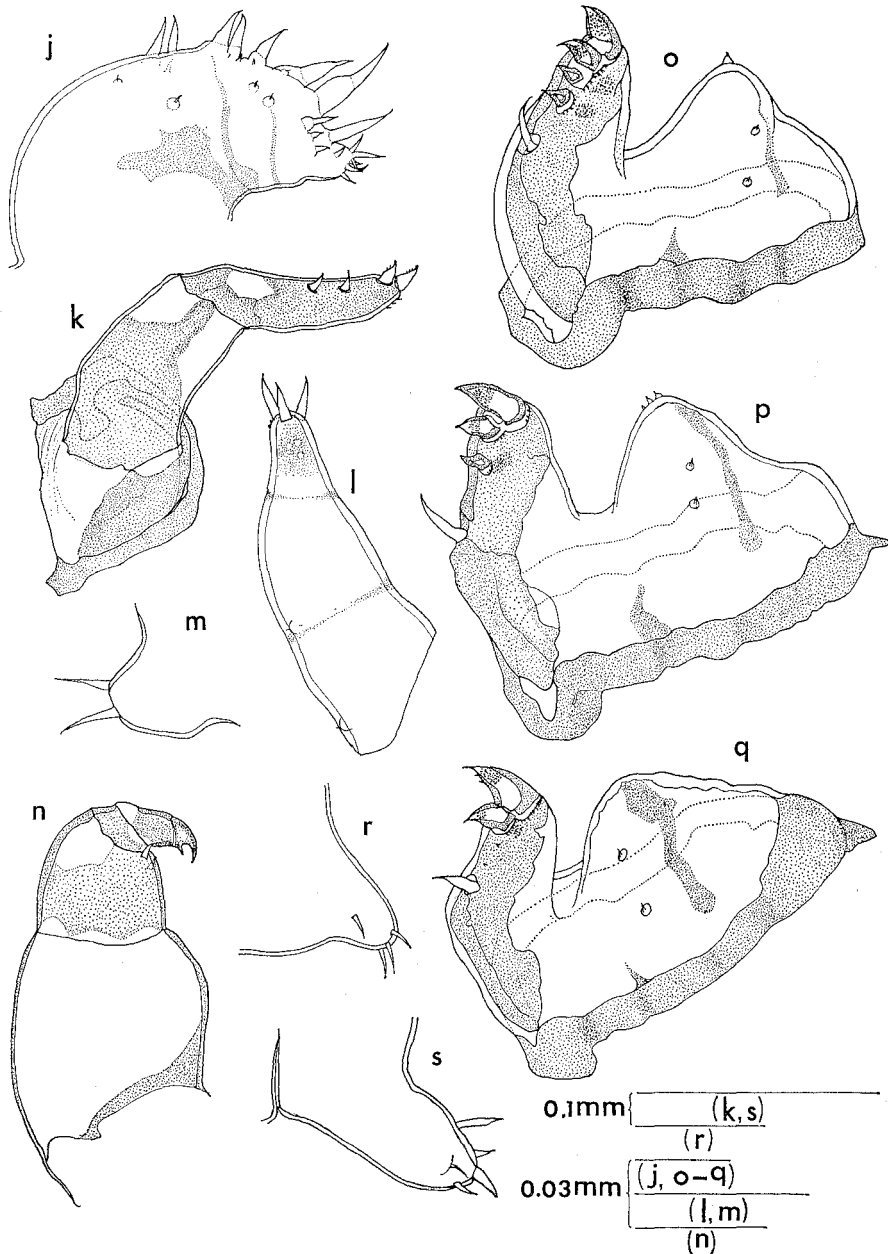 j
o
k
l
p
m
q
n
r
s
0.1mm
(k, s)
(r)
0.03mm
(j, o-q)
(l, m)
(n)